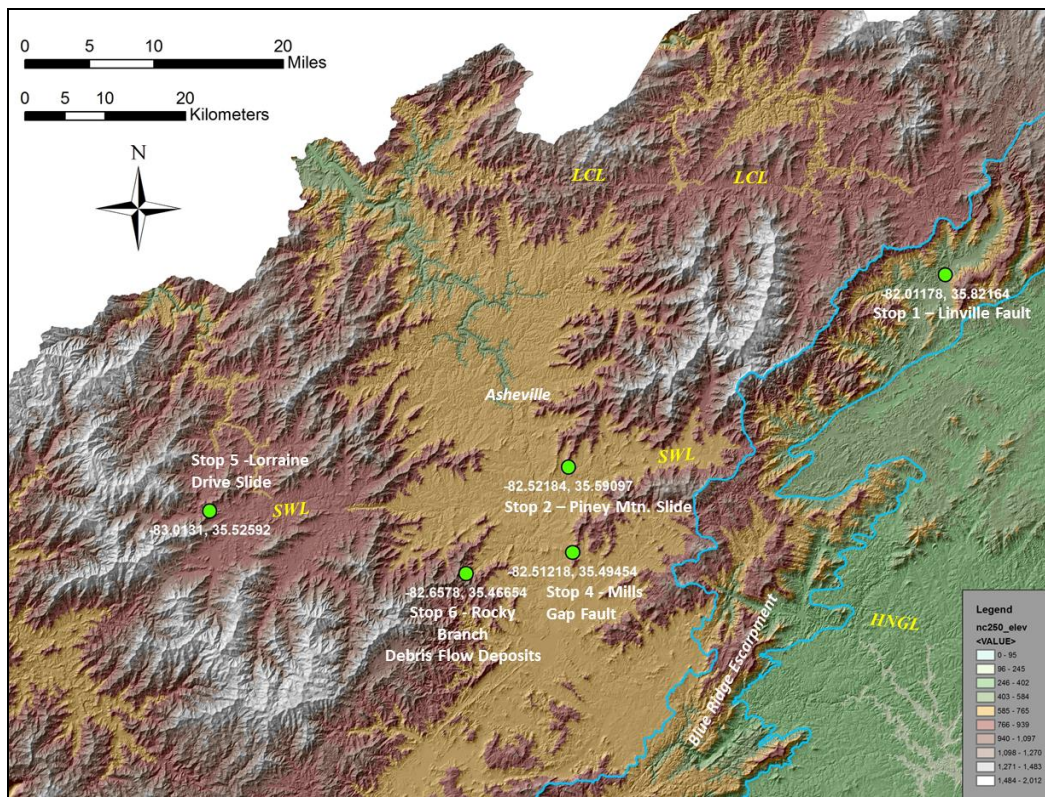 0 5 10 20
Miles
0 5 10 20
Kilometers
N
LCL
LCL
-82.01178, 35.82164
Stop 1 – Linville Fault
Asheville
Stop 5 -Lorraine
Drive Slide
SWL
-83.0131, 35.52592
SWL
-82.52184, 35.59097
Stop 2 – Piney Mtn. Slide
-82.51218, 35.49454
Stop 4 - Mills
Gap Fault
-82.6578, 35.46654
Stop 6 - Rocky
Branch
Debris Flow Deposits
Blue Ridge Escarpment
HNGL
Legend
nc250_elev
<VALUE>
0 - 95
96 - 245
246 - 402
403 - 584
585 - 765
766 - 939
940 - 1,097
1,098 - 1,270
1,271 - 1,483
1,484 - 2,012